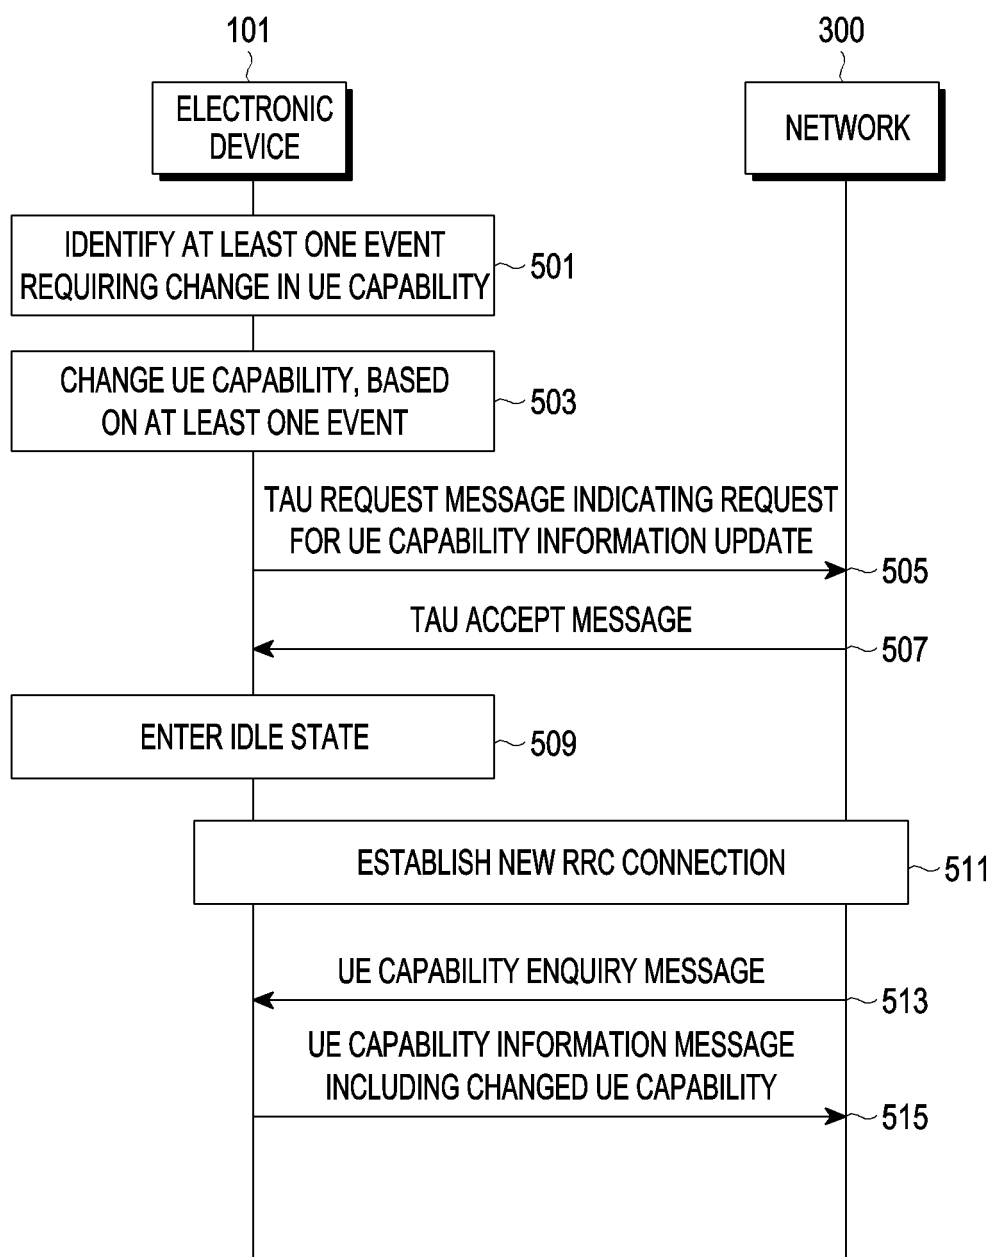 101
300
ELECTRONIC
DEVICE
NETWORK
IDENTIFY AT LEAST ONE EVENT
REQUIRING CHANGE IN UE CAPABILITY
501
CHANGE UE CAPABILITY, BASED
ON AT LEAST ONE EVENT
503
TAU REQUEST MESSAGE INDICATING REQUEST
FOR UE CAPABILITY INFORMATION UPDATE
505
TAU ACCEPT MESSAGE
507
ENTER IDLE STATE
509
ESTABLISH NEW RRC CONNECTION
511
UE CAPABILITY ENQUIRY MESSAGE
513
UE CAPABILITY INFORMATION MESSAGE
INCLUDING CHANGED UE CAPABILITY
515